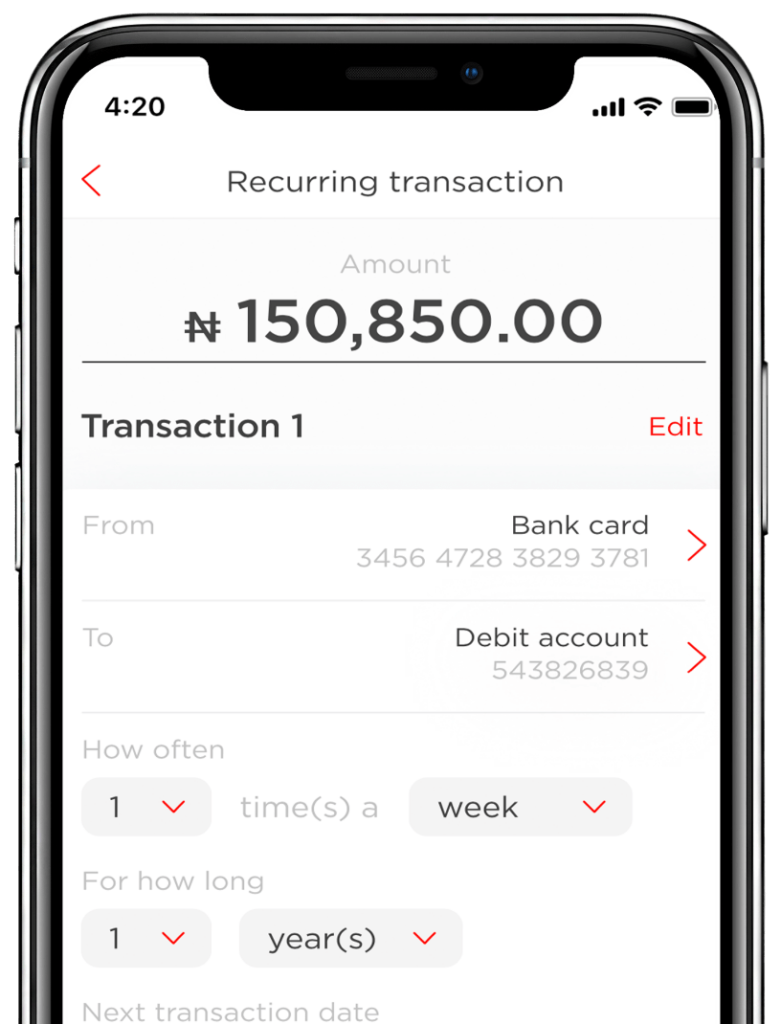 4:20
Recurring transaction
Amount
₦ 150,850.00
Transaction 1 Edit
From Bank card
3456 4728 3829 3781
To Debit account
543826839
How often
1 time(s) a week
For how long
1 year(s)
Next transaction date